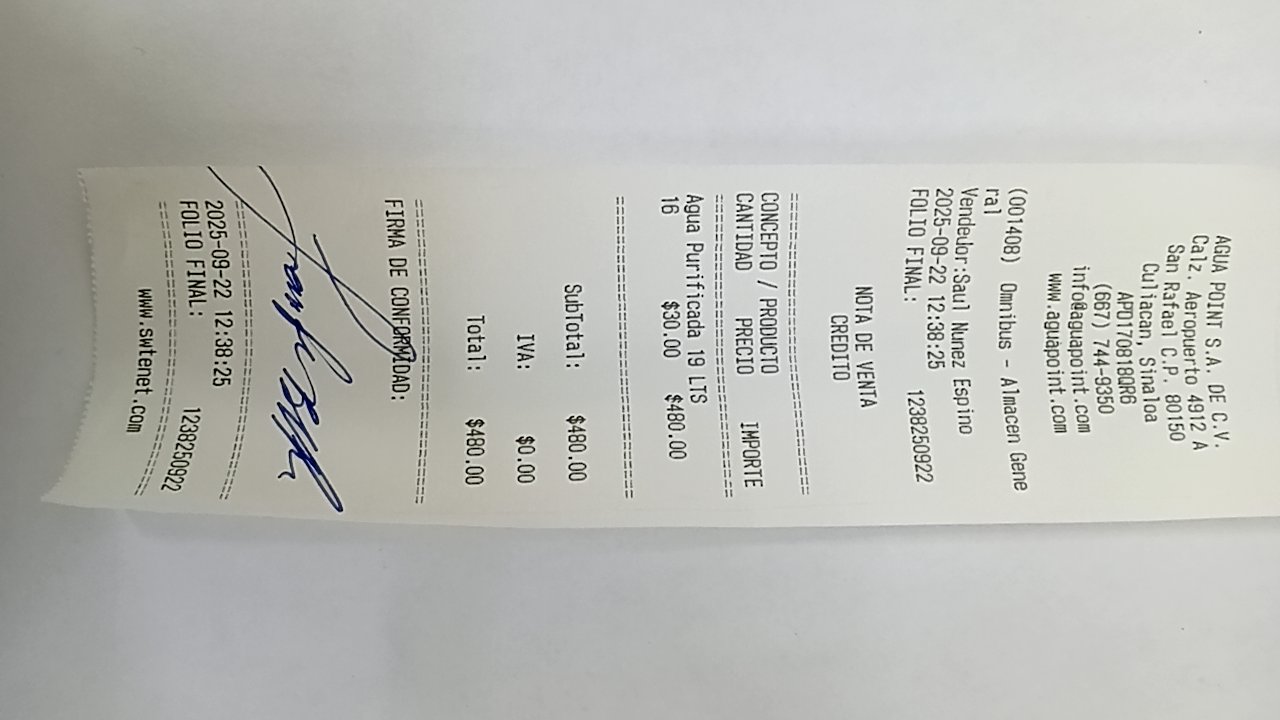 AGUA POINT S.A. DE C.V.
Calz. Aeropuerto 4912 A
San Rafael C.P. 80150
Culiacan, Sinaloa
APO170818QR6
(667) 744-9350
info@aguapoint.com
www.aguapoint.com
(001408) Omnibus - Almacen Gene
ral
Vendedor:Saul Nunez Espino
2025-09-22 12:38:25
FOLIO FINAL: 1238250922
NOTA DE VENTA
CREDITO
================================
CONCEPTO / PRODUCTO
CANTIDAD PRECIO IMPORTE
================================
Agua Purificada 19 LTS
16 $30.00 $480.00
================================
SubTotal: $480.00
IVA: $0.00
Total: $480.00
================================
FIRMA DE CONFORMIDAD:
================================
2025-09-22 12:38:25
FOLIO FINAL: 1238250922
================================
www.swtenet.com